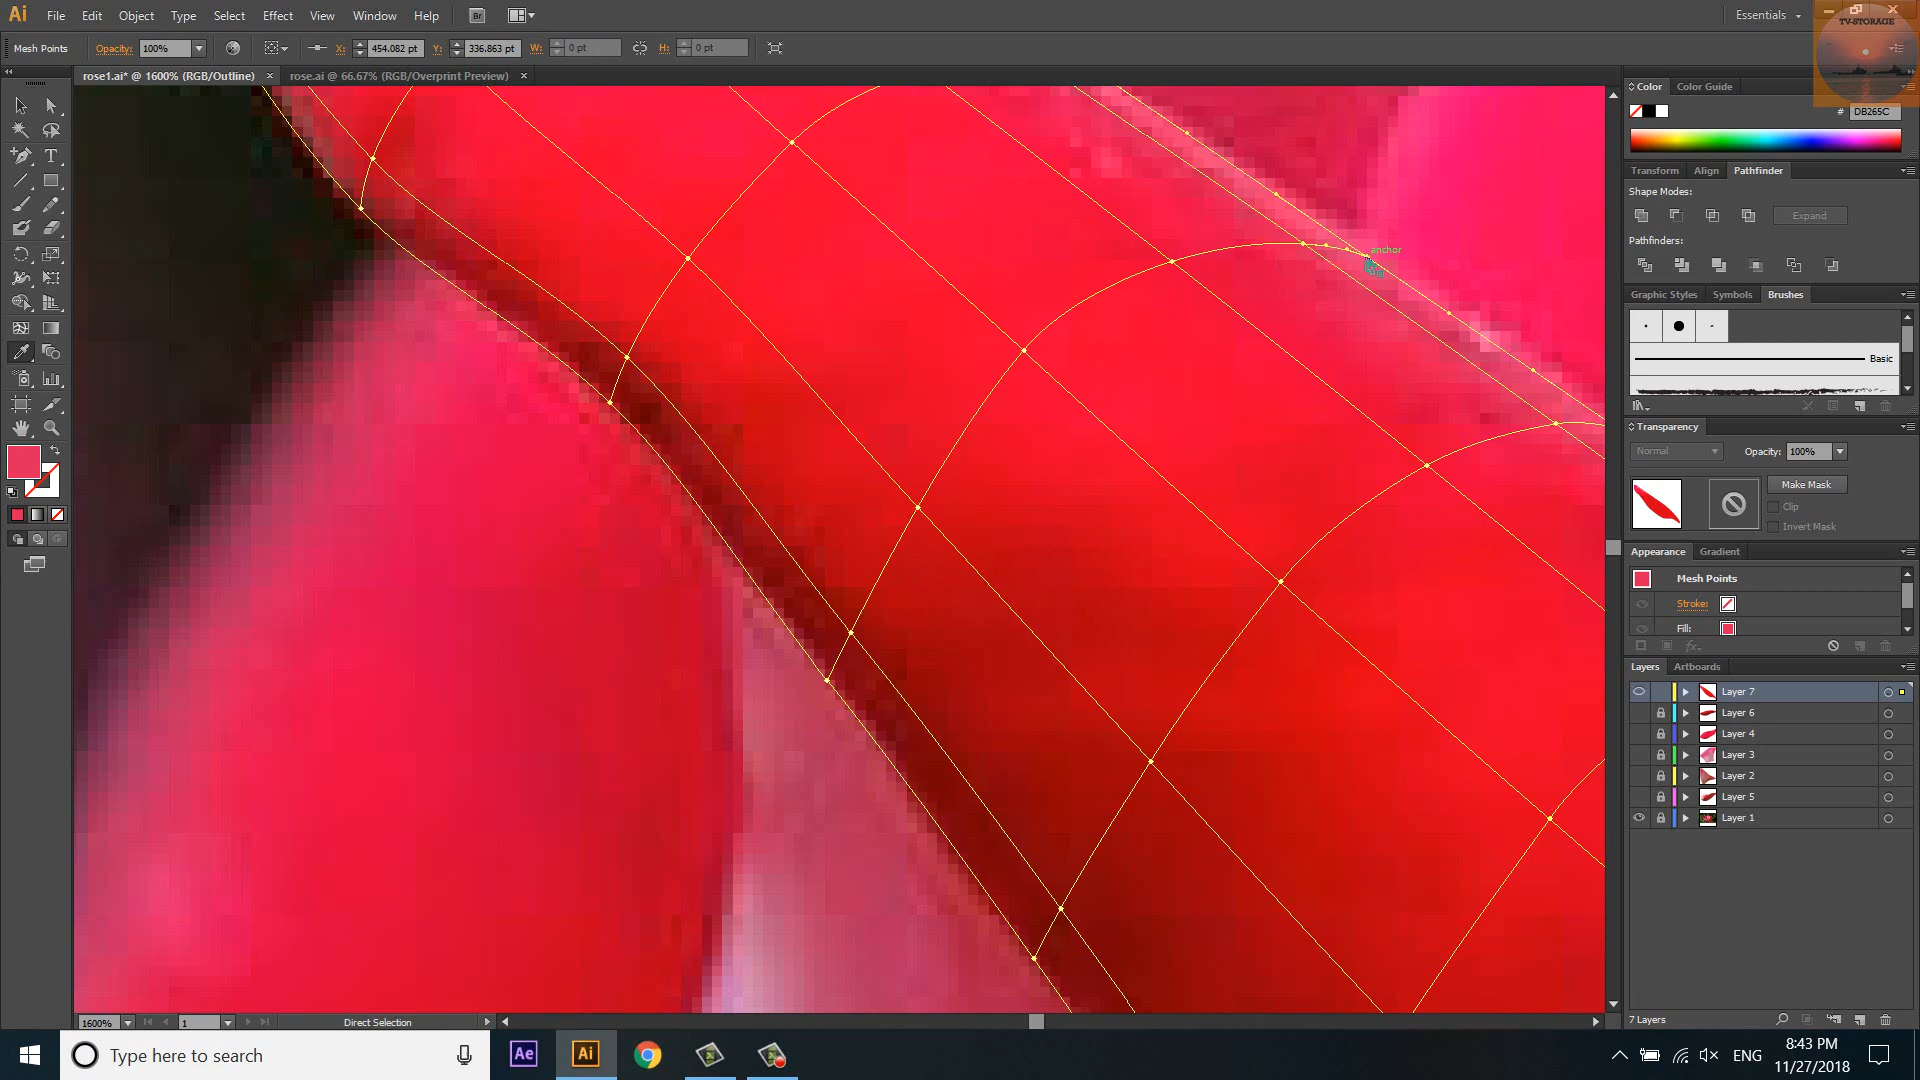 Ai File Edit Object Type Select Effect View Window Help Br Essentials
TV-STORAGE
Mesh Points Opacity: 100% X: 454.082 pt Y: 336.863 pt W: 0 pt H: 0 pt
rose1.ai* @ 1600% (RGB/Outline) × rose.ai @ 66.67% (RGB/Overprint Preview) ×
Color Color Guide
# DB265C
Transform Align Pathfinder
Shape Modes:
Expand
Pathfinders:
anchor
Graphic Styles Symbols Brushes
Basic
Transparency
Normal Opacity: 100%
Make Mask
Clip
Invert Mask
Appearance Gradient
Mesh Points
Stroke:
Fill:
fx
Layers Artboards
Layer 7
Layer 6
Layer 4
Layer 3
Layer 2
Layer 5
Layer 1
7 Layers
1600% 1 Direct Selection
Type here to search
Ae Ai
ENG
8:43 PM
11/27/2018